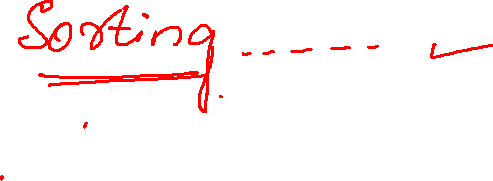 Sorting ------ ✓